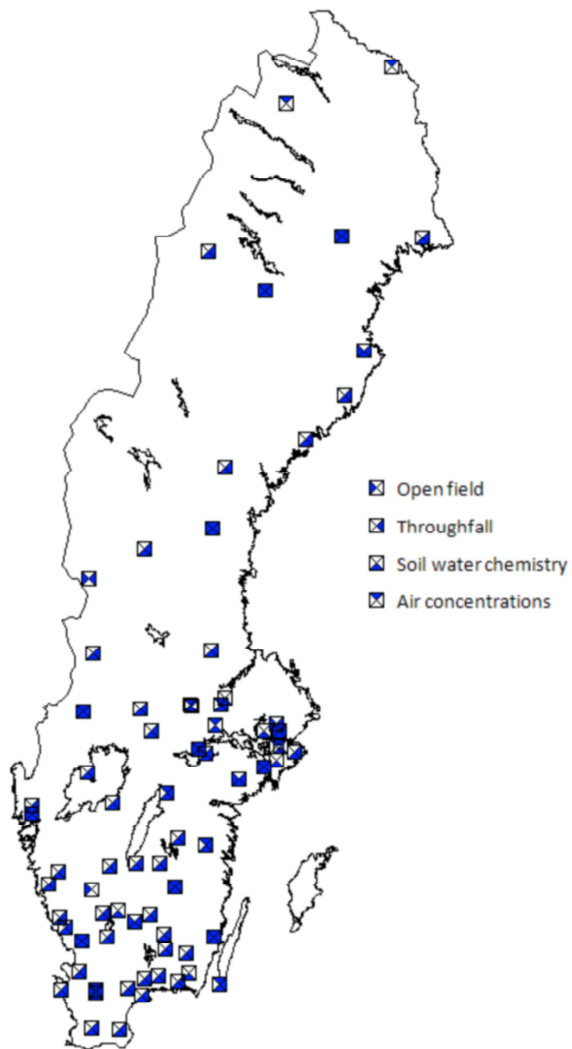 Open field
Throughfall
Soil water chemistry
Air concentrations